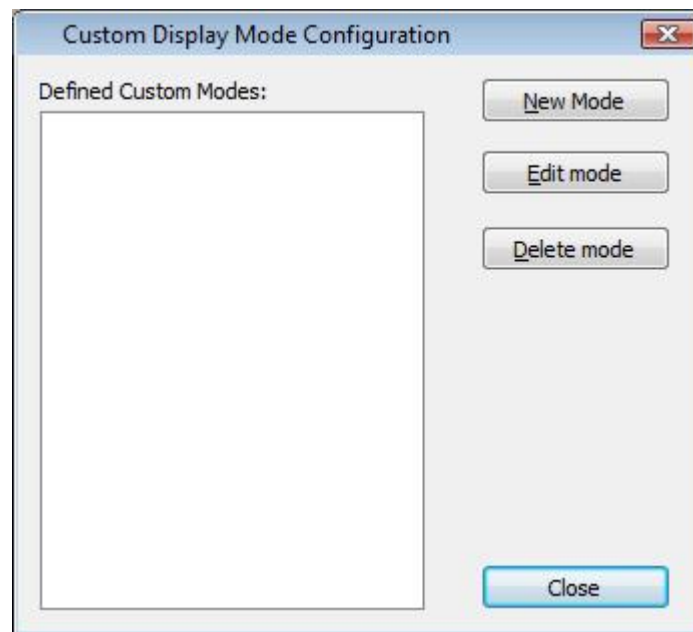 Custom Display Mode Configuration
Defined Custom Modes:
New Mode
Edit mode
Delete mode
Close